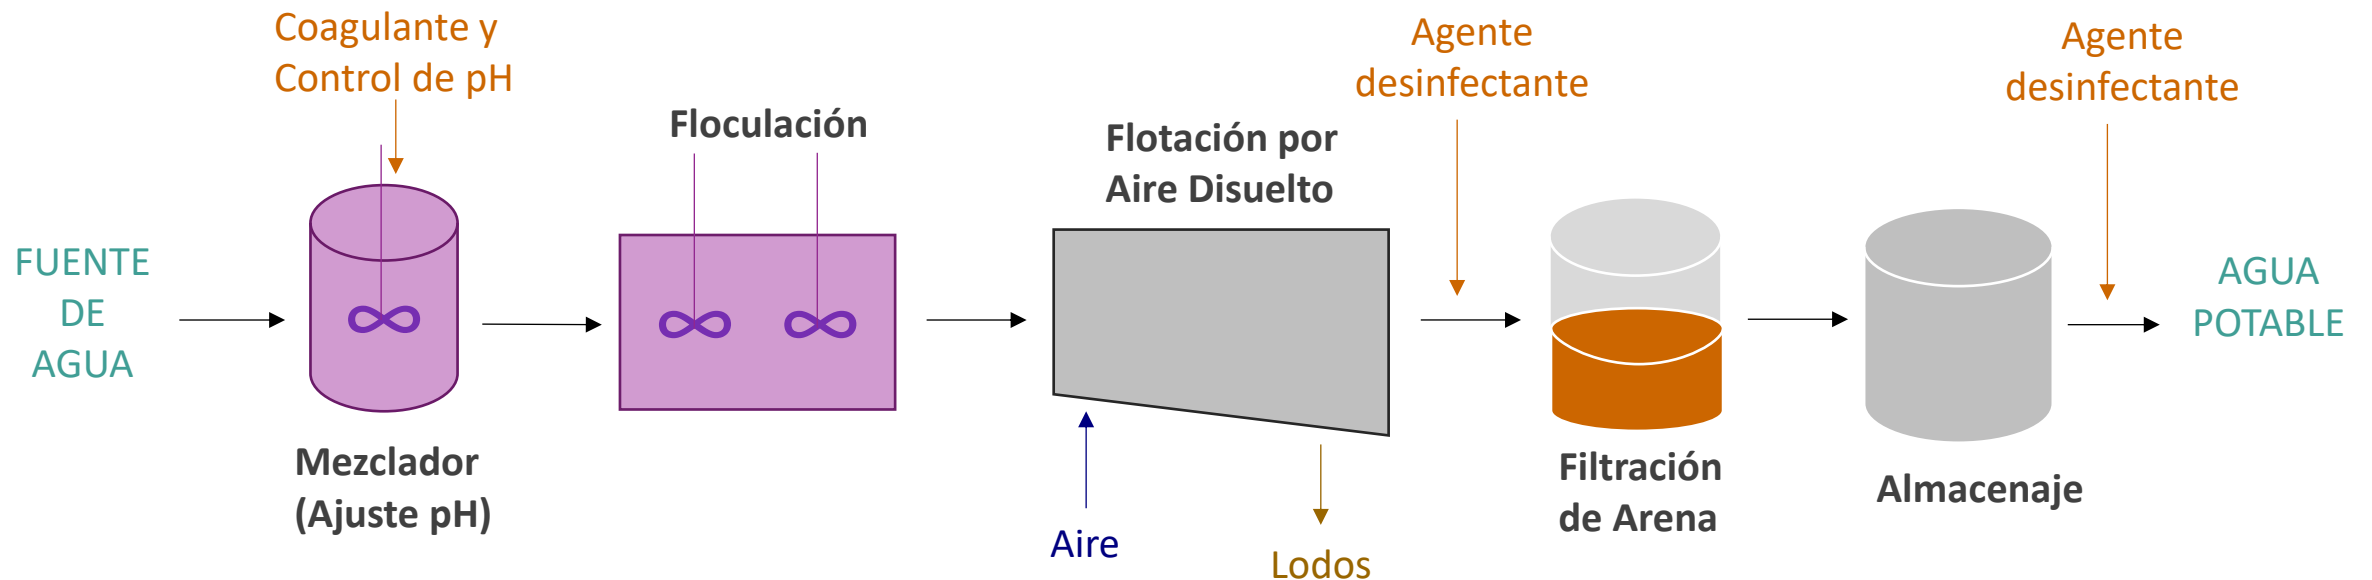 Coagulante y
Control de pH
Floculación
Flotación por
Aire Disuelto
Agente
desinfectante
Agente
desinfectante
FUENTE
DE
AGUA
Mezclador
(Ajuste pH)
Aire
Lodos
Filtración
de Arena
Almacenaje
AGUA
POTABLE